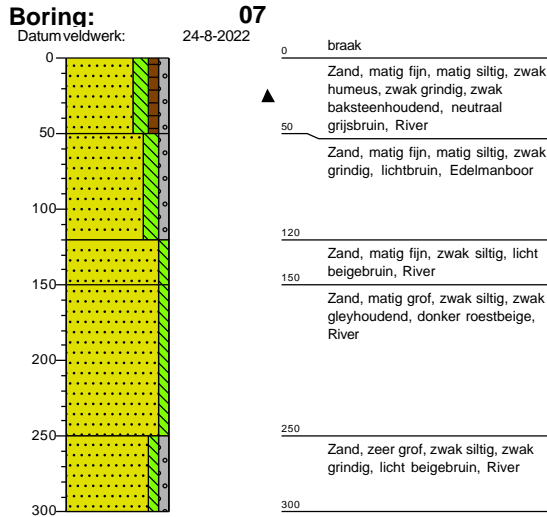 Boring: 07
Datum veldwerk: 24-8-2022
0
50
100
150
200
250
300
0 braak
Zand, matig fijn, matig siltig, zwak
humeus, zwak grindig, zwak
baksteenhoudend, neutraal
grijsbruin, River
50
Zand, matig fijn, matig siltig, zwak
grindig, lichtbruin, Edelmanboor
120
Zand, matig fijn, zwak siltig, licht
beigebruin, River
150
Zand, matig grof, zwak siltig, zwak
gleyhoudend, donker roestbeige,
River
250
Zand, zeer grof, zwak siltig, zwak
grindig, licht beigebruin, River
300